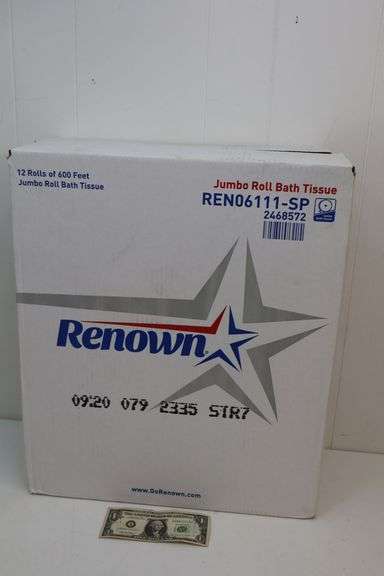 12 Rolls of 600 Feet
Jumbo Roll Bath Tissue
Jumbo Roll Bath Tissue
REN06111-SP
2468572
Renown
09:20 079 2335 STR7
www.GoRenown.com